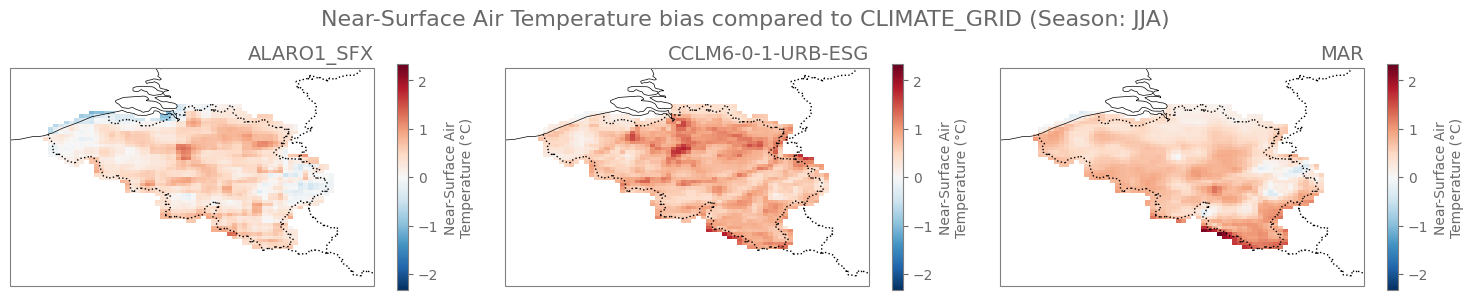 Near-Surface Air Temperature bias compared to CLIMATE_GRID (Season: JJA)
ALARO1_SFX
2
1
0
−1
−2
Near-Surface Air
Temperature (°C)
CCLM6-0-1-URB-ESG
2
1
0
−1
−2
Near-Surface Air
Temperature (°C)
MAR
2
1
0
−1
−2
Near-Surface Air
Temperature (°C)